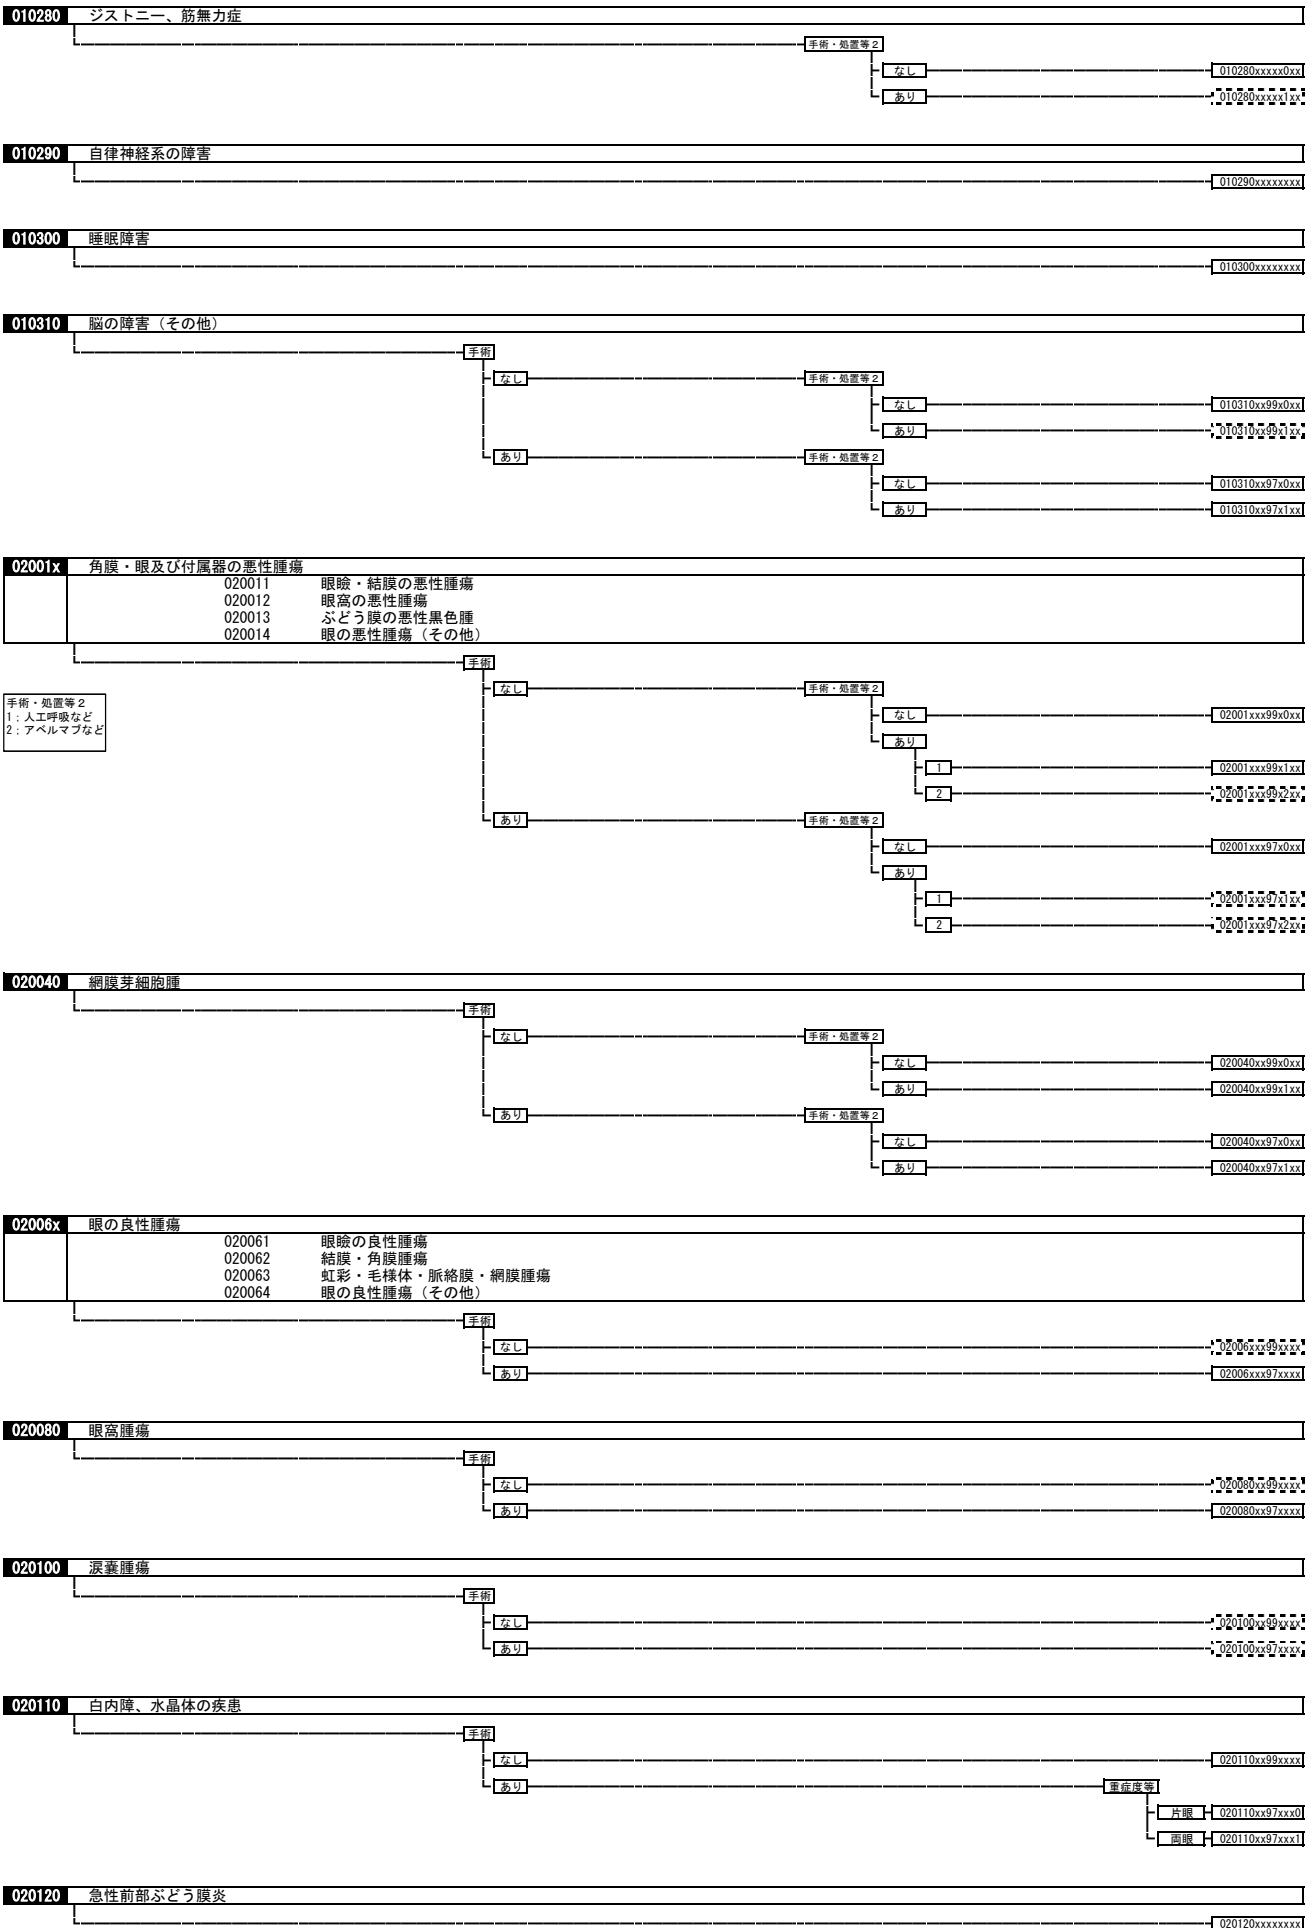 010280 ジストニー、筋無力症
手術・処置等２
なし 010280xxxxx0xx
あり 010280xxxxx1xx
010290 自律神経系の障害
010290xxxxxxxx
010300 睡眠障害
010300xxxxxxxx
010310 脳の障害（その他）
手術
なし 手術・処置等２
なし 010310xx99x0xx
あり 010310xx99x1xx
あり 手術・処置等２
なし 010310xx97x0xx
あり 010310xx97x1xx
02001x 角膜・眼及び付属器の悪性腫瘍
020011 眼瞼・結膜の悪性腫瘍
020012 眼窩の悪性腫瘍
020013 ぶどう膜の悪性黒色腫
020014 眼の悪性腫瘍（その他）
手術
なし 手術・処置等２
手術・処置等２
1；人工呼吸など
2；アベルマブなど
なし 02001xxx99x0xx
あり
1 02001xxx99x1xx
2 02001xxx99x2xx
あり 手術・処置等２
なし 02001xxx97x0xx
あり
1 02001xxx97x1xx
2 02001xxx97x2xx
020040 網膜芽細胞腫
手術
なし 手術・処置等２
なし 020040xx99x0xx
あり 020040xx99x1xx
あり 手術・処置等２
なし 020040xx97x0xx
あり 020040xx97x1xx
02006x 眼の良性腫瘍
020061 眼瞼の良性腫瘍
020062 結膜・角膜腫瘍
020063 虹彩・毛様体・脈絡膜・網膜腫瘍
020064 眼の良性腫瘍（その他）
手術
なし 02006xxx99xxxx
あり 02006xxx97xxxx
020080 眼窩腫瘍
手術
なし 020080xx99xxxx
あり 020080xx97xxxx
020100 涙嚢腫瘍
手術
なし 020100xx99xxxx
あり 020100xx97xxxx
020110 白内障、水晶体の疾患
手術
なし 020110xx99xxxx
あり 重症度等
片眼 020110xx97xxx0
両眼 020110xx97xxx1
020120 急性前部ぶどう膜炎
020120xxxxxxxx